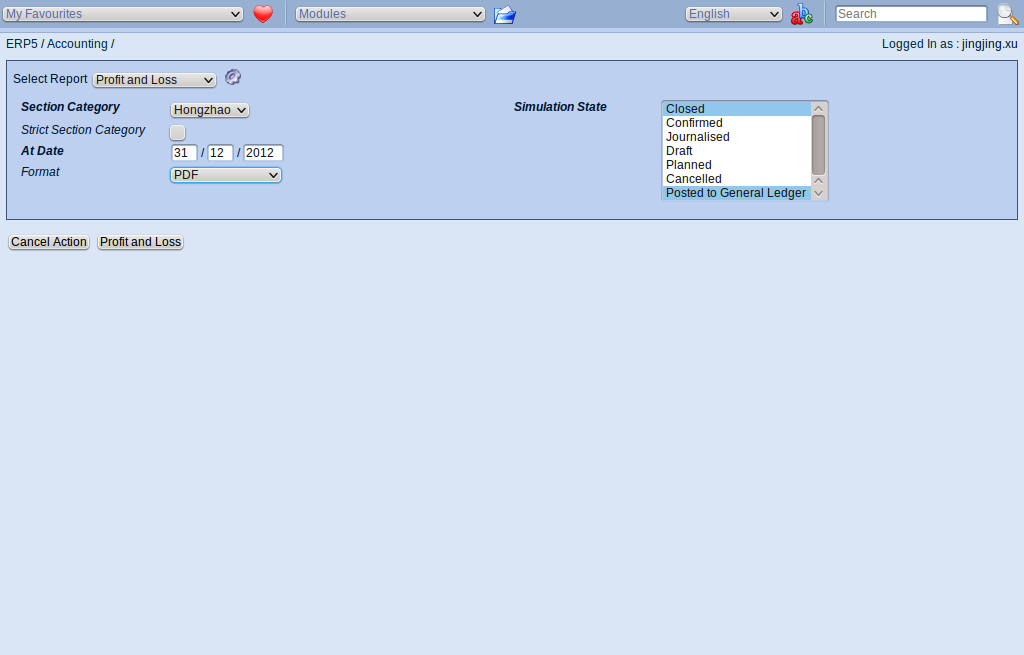 My Favourites Modules English Search
ERP5 / Accounting / Logged In as : jingjing.xu
Select Report Profit and Loss
Section Category Hongzhao
Strict Section Category
At Date 31 / 12 / 2012
Format PDF
Simulation State
Closed
Confirmed
Journalised
Draft
Planned
Cancelled
Posted to General Ledger
Cancel Action Profit and Loss